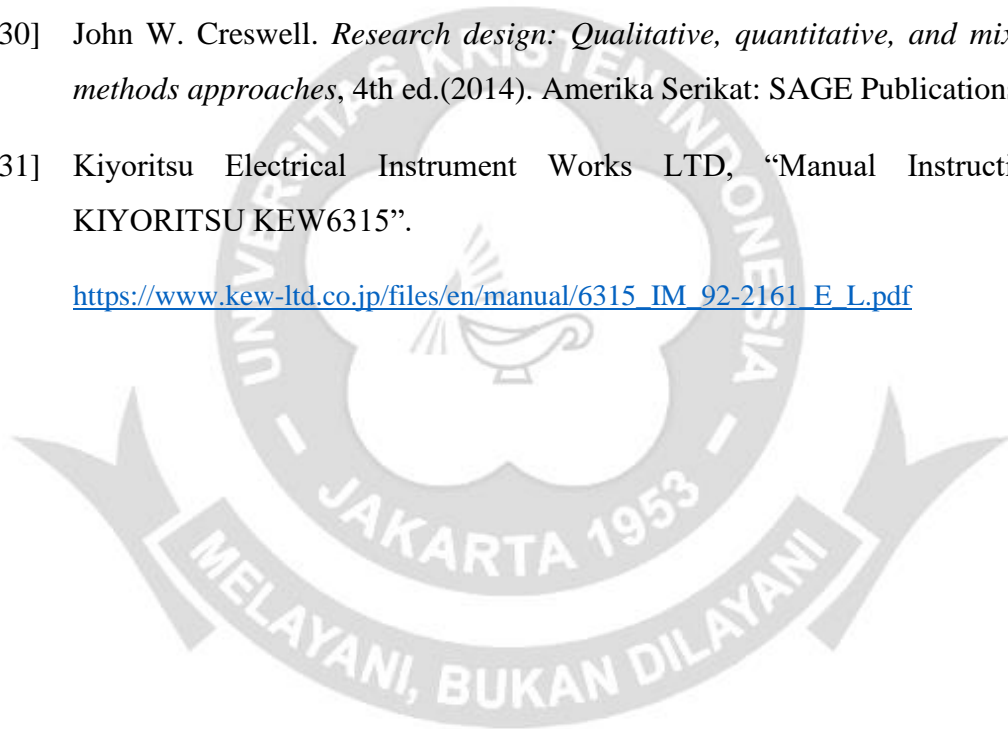 30] John W. Creswell. Research design: Qualitative, quantitative, and mix
methods approaches, 4th ed.(2014). Amerika Serikat: SAGE Publication
31] Kiyoritsu Electrical Instrument Works LTD, “Manual Instructi
KIYORITSU KEW6315”.
https://www.kew-ltd.co.jp/files/en/manual/6315_IM_92-2161_E_L.pdf
UNIVERSITAS KRISTEN INDONESIA
- JAKARTA 1953 -
MELAYANI, BUKAN DILAYANI